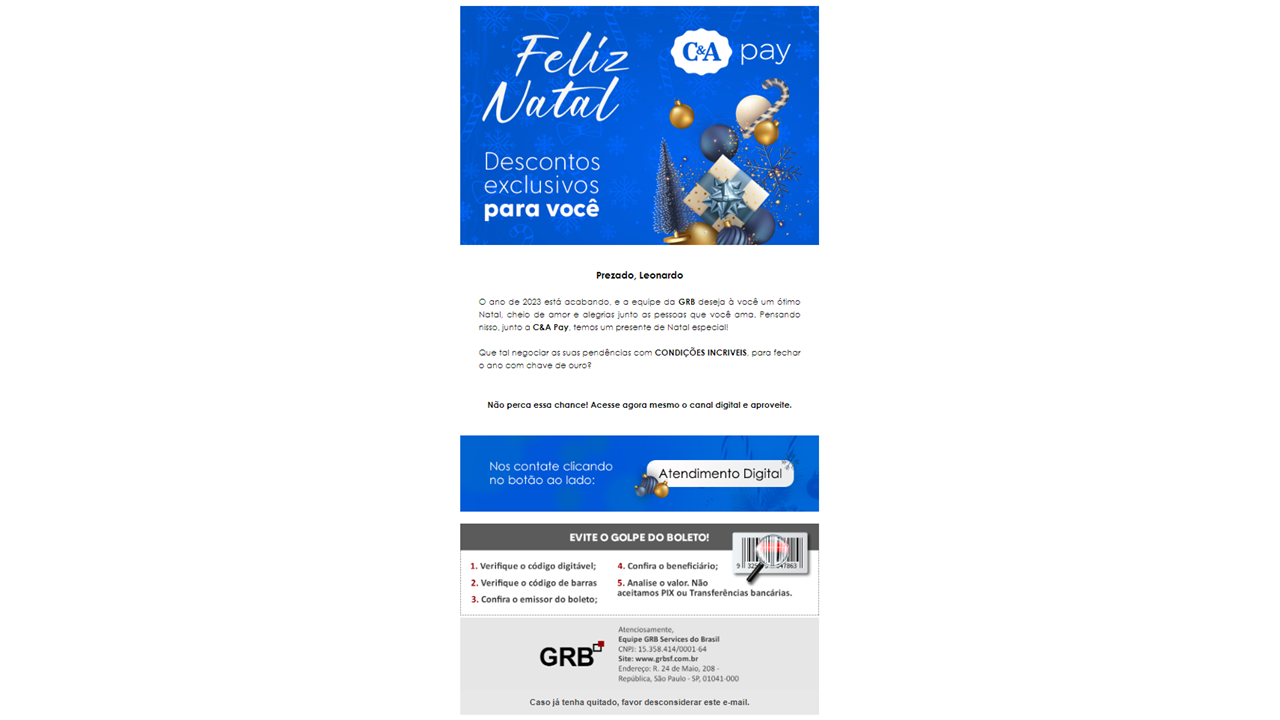 Feliz
Natal
C&A pay
Descontos
exclusivos
para você
Prezado, Leonardo
O ano de 2023 está acabando, e a equipe da GRB deseja à você um ótimo
Natal, cheio de amor e alegrias junto as pessoas que você ama. Pensando
nisso, junto a C&A Pay, temos um presente de Natal especial!
Que tal negociar as suas pendências com CONDIÇÕES INCRIVEIS, para fechar
o ano com chave de ouro?
Não perca essa chance! Acesse agora mesmo o canal digital e aproveite.
Nos contate clicando
no botão ao lado:
Atendimento Digital
EVITE O GOLPE DO BOLETO!
1. Verifique o código digitável;
2. Verifique o código de barras
3. Confira o emissor do boleto;
4. Confira o beneficiário;
5. Analise o valor. Não
aceitamos PIX ou Transferências bancárias.
GRB
Atenciosamente,
Equipe GRB Services do Brasil
CNPJ: 15.358.414/0001-64
Site: www.grbsf.com.br
Endereço: R. 24 de Maio, 208 -
República, São Paulo - SP, 01041-000
Caso já tenha quitado, favor desconsiderar este e-mail.